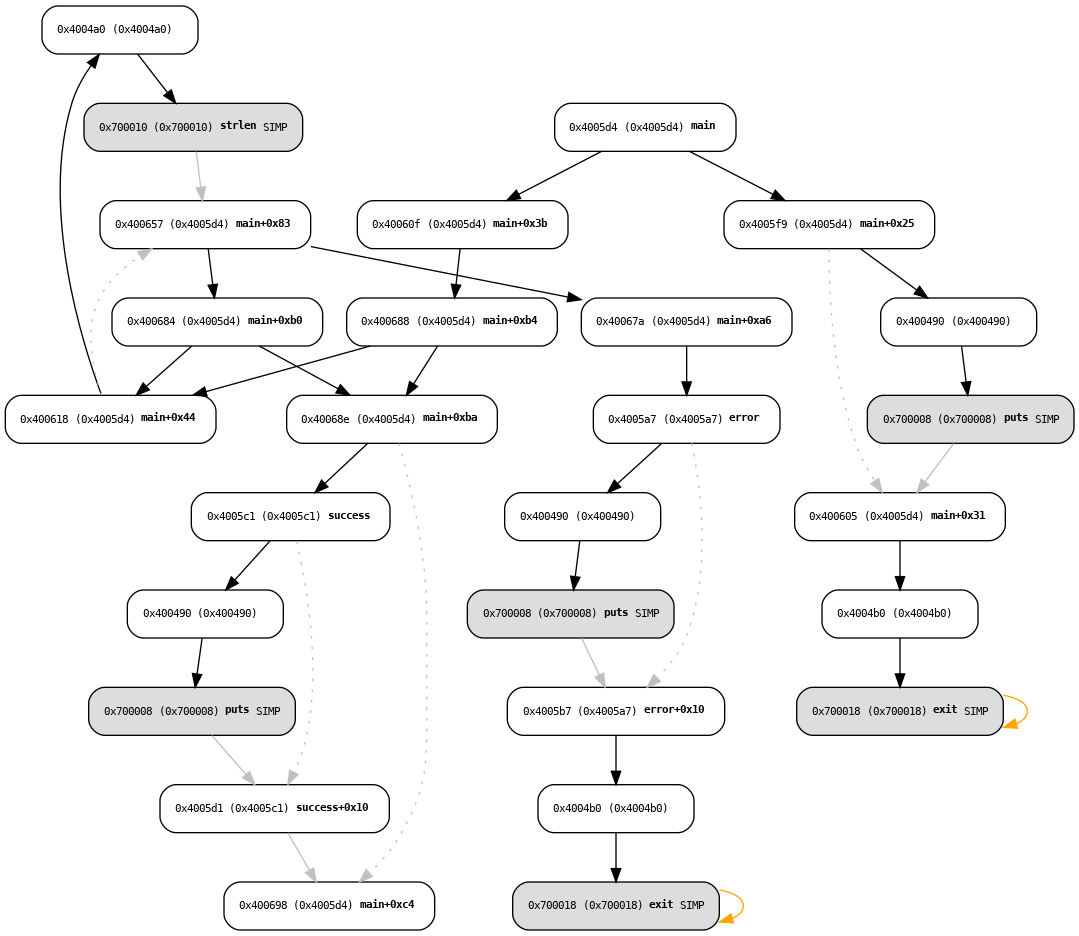 0x4004a0 (0x4004a0)
0x700010 (0x700010) strlen SIMP
0x4005d4 (0x4005d4) main
0x400657 (0x4005d4) main+0x83
0x40060f (0x4005d4) main+0x3b
0x4005f9 (0x4005d4) main+0x25
0x400684 (0x4005d4) main+0xb0
0x400688 (0x4005d4) main+0xb4
0x40067a (0x4005d4) main+0xa6
0x400490 (0x400490)
0x400618 (0x4005d4) main+0x44
0x40068e (0x4005d4) main+0xba
0x4005a7 (0x4005a7) error
0x700008 (0x700008) puts SIMP
0x4005c1 (0x4005c1) success
0x400490 (0x400490)
0x400605 (0x4005d4) main+0x31
0x400490 (0x400490)
0x700008 (0x700008) puts SIMP
0x4004b0 (0x4004b0)
0x700008 (0x700008) puts SIMP
0x4005b7 (0x4005a7) error+0x10
0x700018 (0x700018) exit SIMP
0x4005d1 (0x4005c1) success+0x10
0x4004b0 (0x4004b0)
0x400698 (0x4005d4) main+0xc4
0x700018 (0x700018) exit SIMP